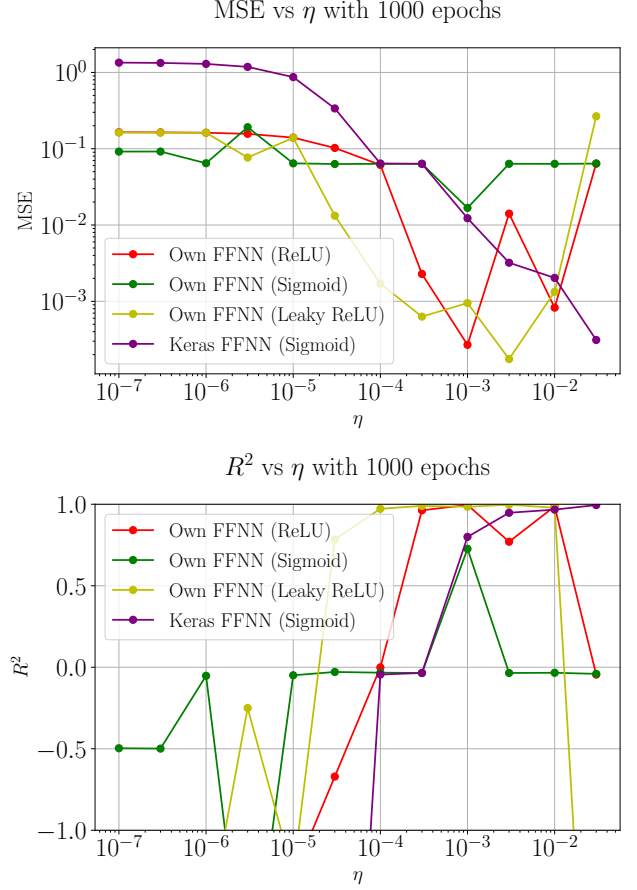 MSE vs η with 1000 epochs
10⁰
10⁻¹
10⁻²
10⁻³
MSE
Own FFNN (ReLU)
Own FFNN (Sigmoid)
Own FFNN (Leaky ReLU)
Keras FFNN (Sigmoid)
10⁻⁷ 10⁻⁶ 10⁻⁵ 10⁻⁴ 10⁻³ 10⁻²
η
R² vs η with 1000 epochs
1.0
0.5
0.0
−0.5
−1.0
R²
Own FFNN (ReLU)
Own FFNN (Sigmoid)
Own FFNN (Leaky ReLU)
Keras FFNN (Sigmoid)
10⁻⁷ 10⁻⁶ 10⁻⁵ 10⁻⁴ 10⁻³ 10⁻²
η